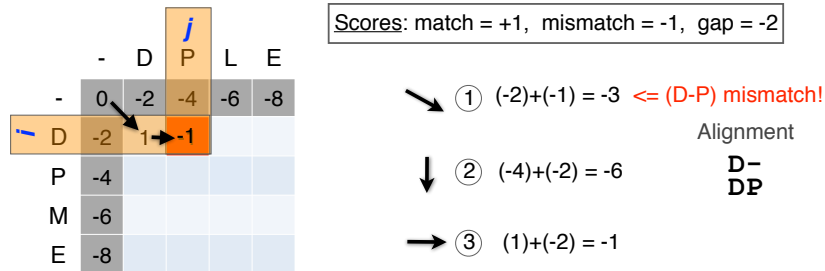 Scores: match = +1, mismatch = -1, gap = -2
j
- D P L E
- 0 -2 -4 -6 -8
i D -2 1 -1
P -4
M -6
E -8
1 (-2)+(-1) = -3 <= (D-P) mismatch!
Alignment
D-
DP
2 (-4)+(-2) = -6
3 (1)+(-2) = -1